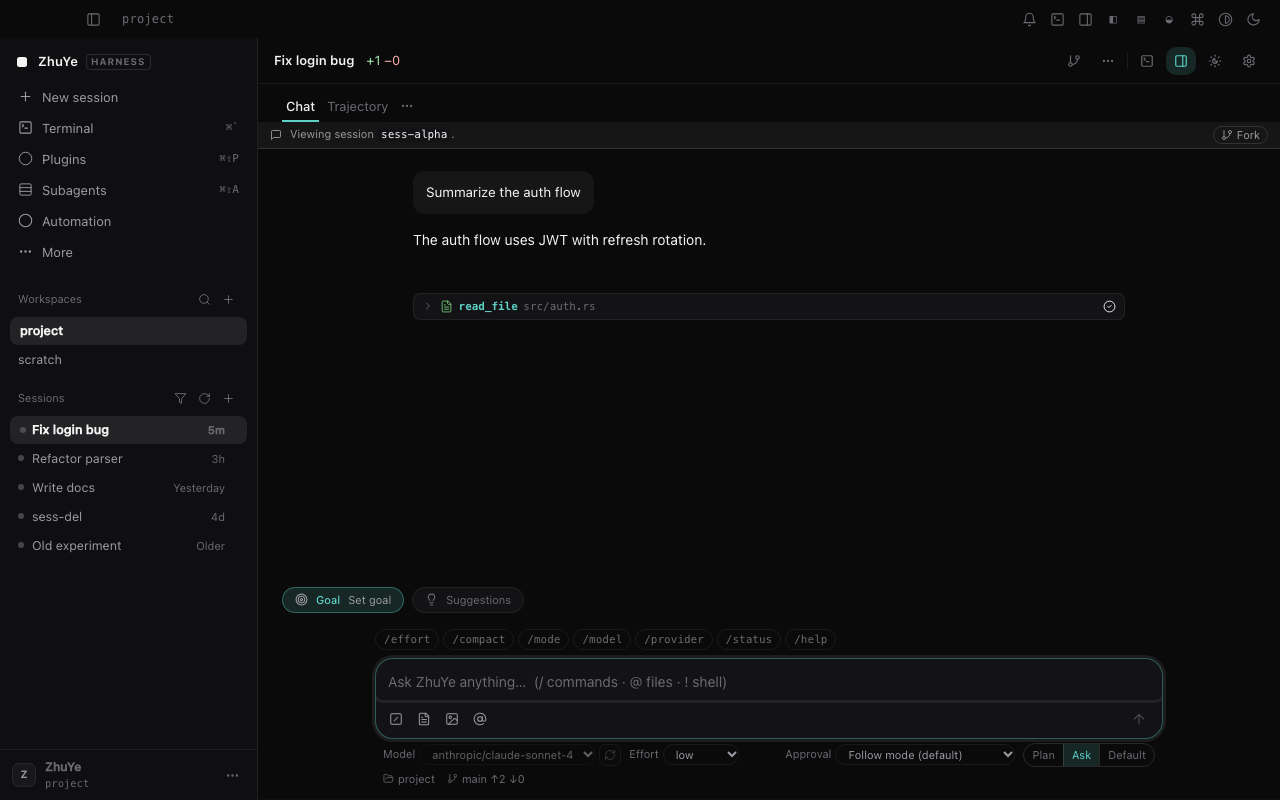 project
ZhuYe HARNESS
New session
Terminal ⌘`
Plugins ⌘⇧P
Subagents ⌘⇧A
Automation
More
Workspaces
project
scratch
Sessions
Fix login bug 5m
Refactor parser 3h
Write docs Yesterday
sess-del 4d
Old experiment Older
Z ZhuYe
project
Fix login bug +1 −0
Chat Trajectory
Viewing session sess-alpha .
Fork
Summarize the auth flow
The auth flow uses JWT with refresh rotation.
read_file src/auth.rs
Goal Set goal Suggestions
/effort /compact /mode /model /provider /status /help
Ask ZhuYe anything… (/ commands · @ files · ! shell)
Model anthropic/claude-sonnet-4 Effort low Approval Follow mode (default) Plan Ask Default
project main ↑2 ↓0